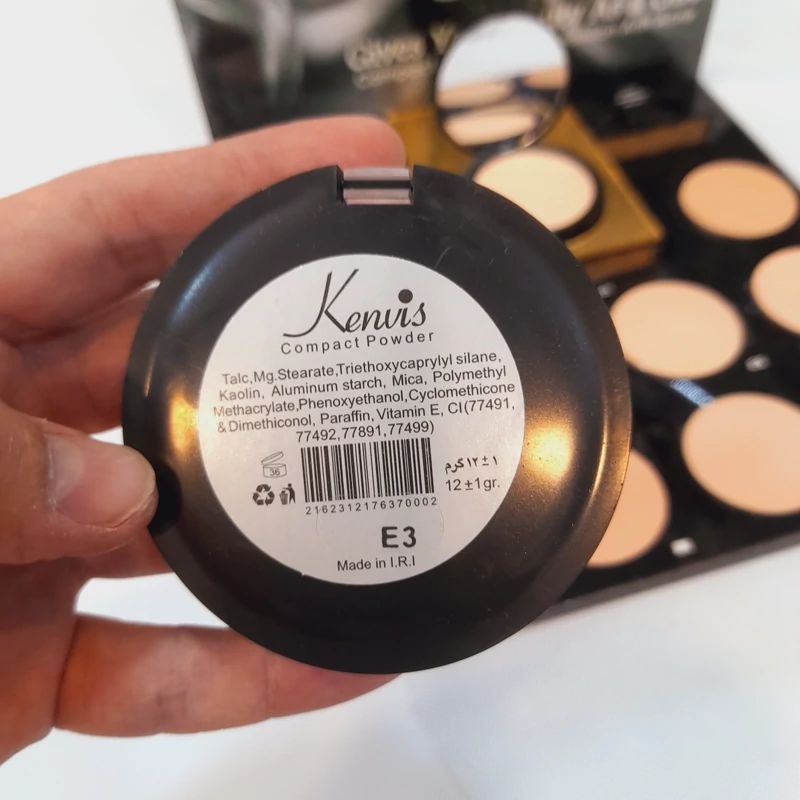 Gives Y
Kenvis
Compact Powder
Talc,Mg.Stearate,Triethoxycaprylyl silane,
Kaolin, Aluminum starch, Mica, Polymethyl
Methacrylate,Phenoxyethanol,Cyclomethicone
& Dimethiconol, Paraffin, Vitamin E, CI(77491,
77492,77891,77499)
36
۱۲±۱ گرم
12±1gr.
2162312176370002
E3
Made in I.R.I